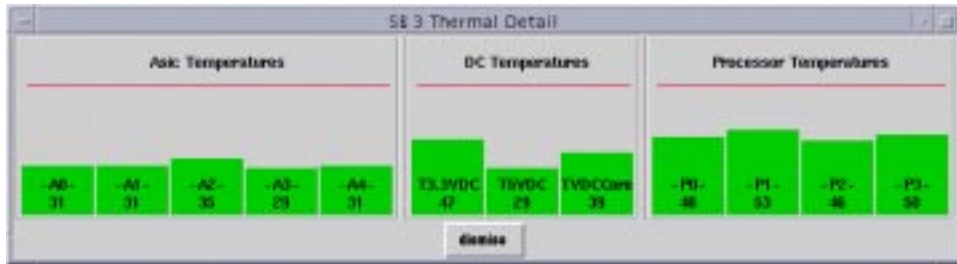 SB 3 Thermal Detail
Asic Temperatures
DC Temperatures
Processor Temperatures
-A0- -A1- -A2- -A3- -A4-
31 31 35 29 31
T3.3VDC T5VDC TVDCCore
47 29 39
-P0- -P1- -P2- -P3-
48 53 46 50
dismiss